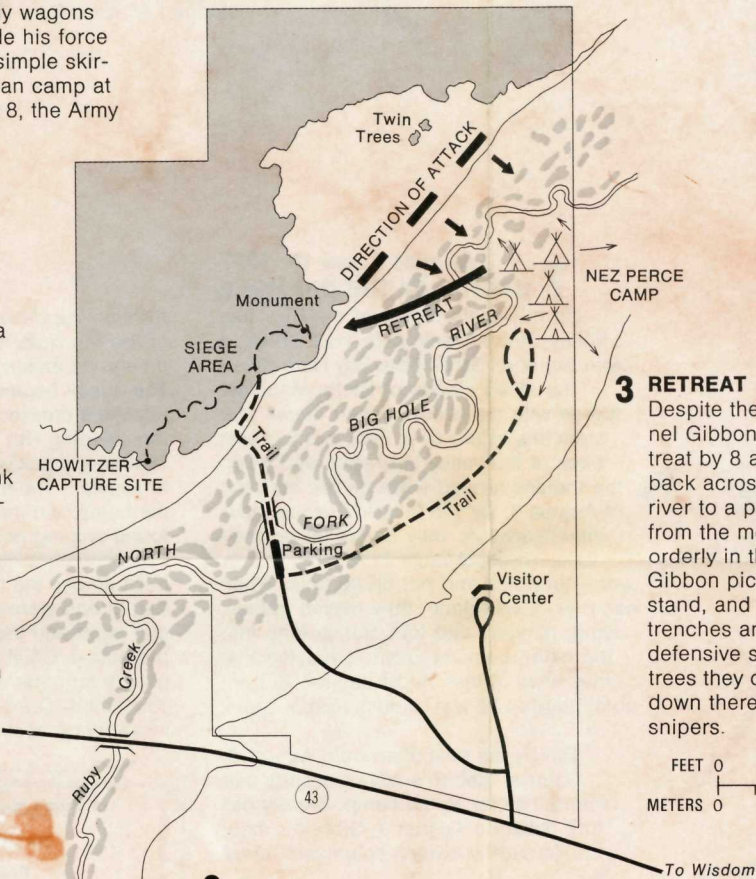 y wagons
le his force
simple skir-
an camp at
8, the Army
a
nk
Twin
Trees
DIRECTION OF ATTACK
NEZ PERCE
CAMP
RETREAT
Monument
SIEGE
AREA
RIVER
BIG HOLE
HOWITZER
CAPTURE SITE
Trail
Trail
FORK
NORTH
Parking
Visitor
Center
Creek
Ruby
43
To Wisdom
3 RETREAT
Despite the
nel Gibbon
treat by 8 a
back across
river to a p
from the m
orderly in th
Gibbon pic
stand, and
trenches an
defensive s
trees they c
down there
snipers.
FEET 0
METERS 0